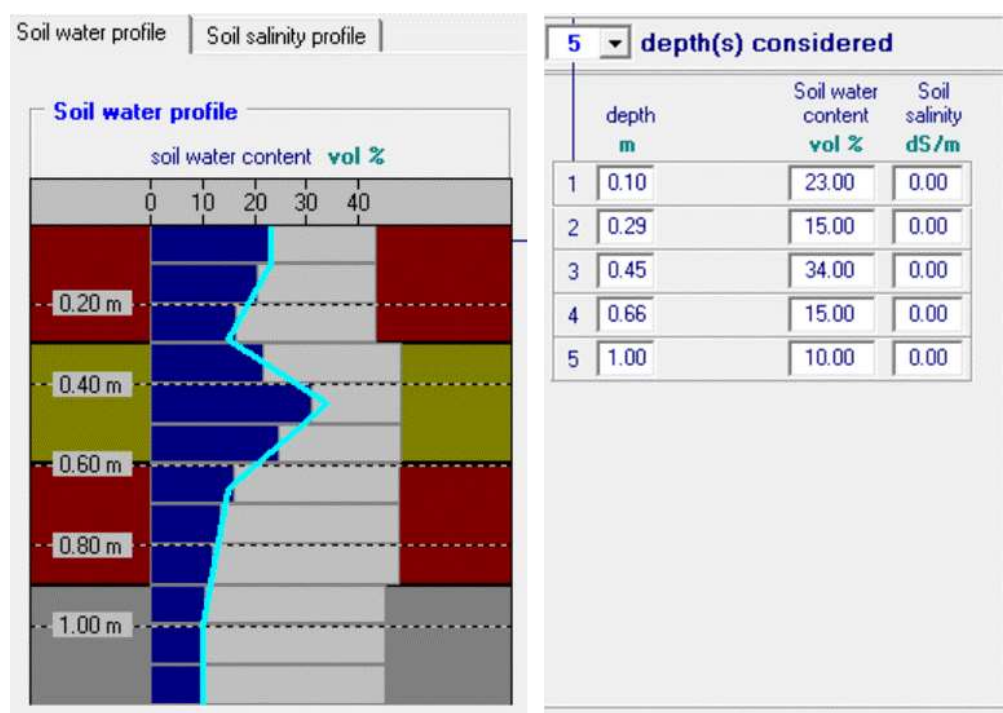 Soil water profile
Soil salinity profile
Soil water profile
soil water content vol %
0 10 20 30 40
0.20 m
0.40 m
0.60 m
0.80 m
1.00 m
5 depth(s) considered
depth Soil water content Soil salinity
m vol % dS/m
1 0.10 23.00 0.00
2 0.29 15.00 0.00
3 0.45 34.00 0.00
4 0.66 15.00 0.00
5 1.00 10.00 0.00